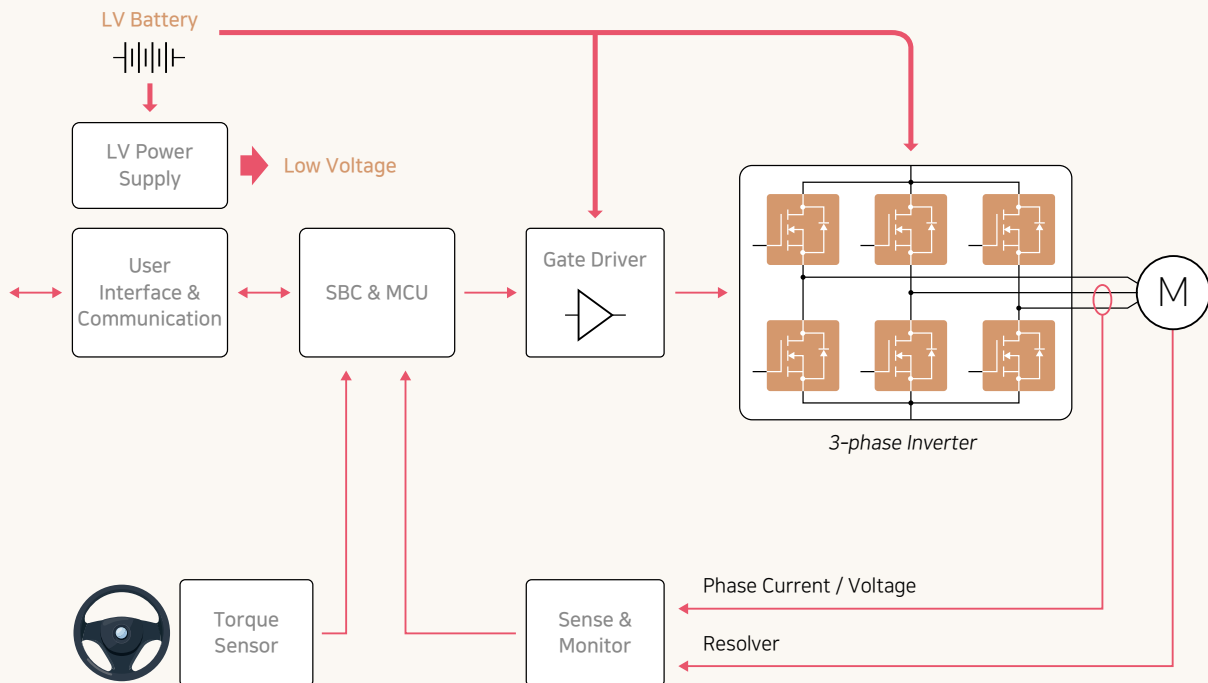 LV Battery
LV Power
Supply
Low Voltage
User
Interface &
Communication
SBC & MCU
Gate Driver
M
3-phase Inverter
Torque
Sensor
Sense &
Monitor
Phase Current / Voltage
Resolver